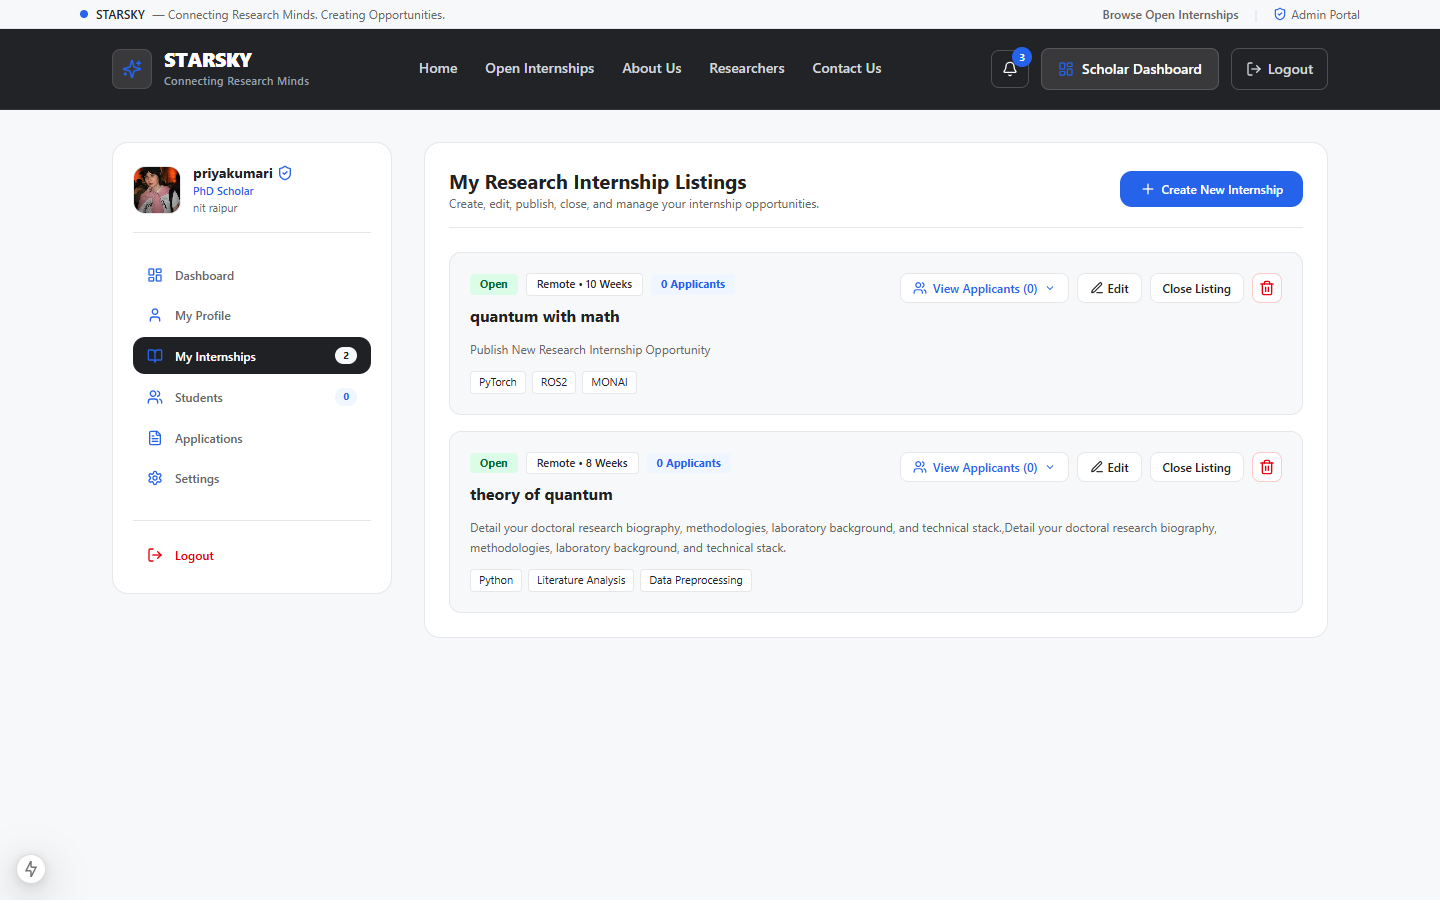 STARSKY — Connecting Research Minds. Creating Opportunities.
Browse Open Internships | Admin Portal
STARSKY
Connecting Research Minds
Home Open Internships About Us Researchers Contact Us
3
Scholar Dashboard
Logout
priyakumari
PhD Scholar
nit raipur
Dashboard
My Profile
My Internships 2
Students 0
Applications
Settings
Logout
My Research Internship Listings
Create, edit, publish, close, and manage your internship opportunities.
Create New Internship
Open Remote • 10 Weeks 0 Applicants
View Applicants (0) Edit Close Listing
quantum with math
Publish New Research Internship Opportunity
PyTorch ROS2 MONAI
Open Remote • 8 Weeks 0 Applicants
View Applicants (0) Edit Close Listing
theory of quantum
Detail your doctoral research biography, methodologies, laboratory background, and technical stack.,Detail your doctoral research biography,
methodologies, laboratory background, and technical stack.
Python Literature Analysis Data Preprocessing